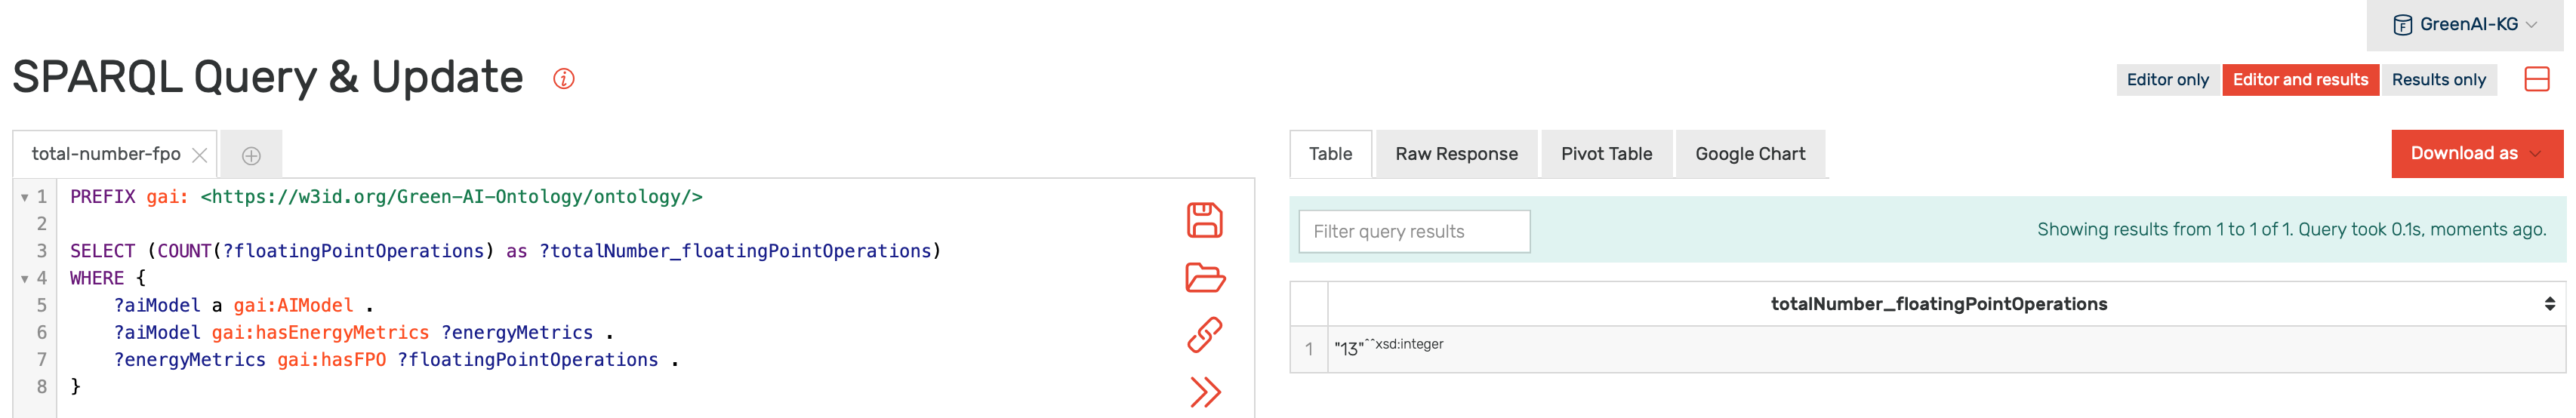 GreenAI-KG
SPARQL Query & Update
Editor only Editor and results Results only
total-number-fpo
Table Raw Response Pivot Table Google Chart
Download as
1 PREFIX gai: <https://w3id.org/Green-AI-Ontology/ontology/>
2
3 SELECT (COUNT(?floatingPointOperations) as ?totalNumber_floatingPointOperations)
4 WHERE {
5 ?aiModel a gai:AIModel .
6 ?aiModel gai:hasEnergyMetrics ?energyMetrics .
7 ?energyMetrics gai:hasFPO ?floatingPointOperations .
8 }
Filter query results
Showing results from 1 to 1 of 1. Query took 0.1s, moments ago.
totalNumber_floatingPointOperations
1 "13"^^xsd:integer